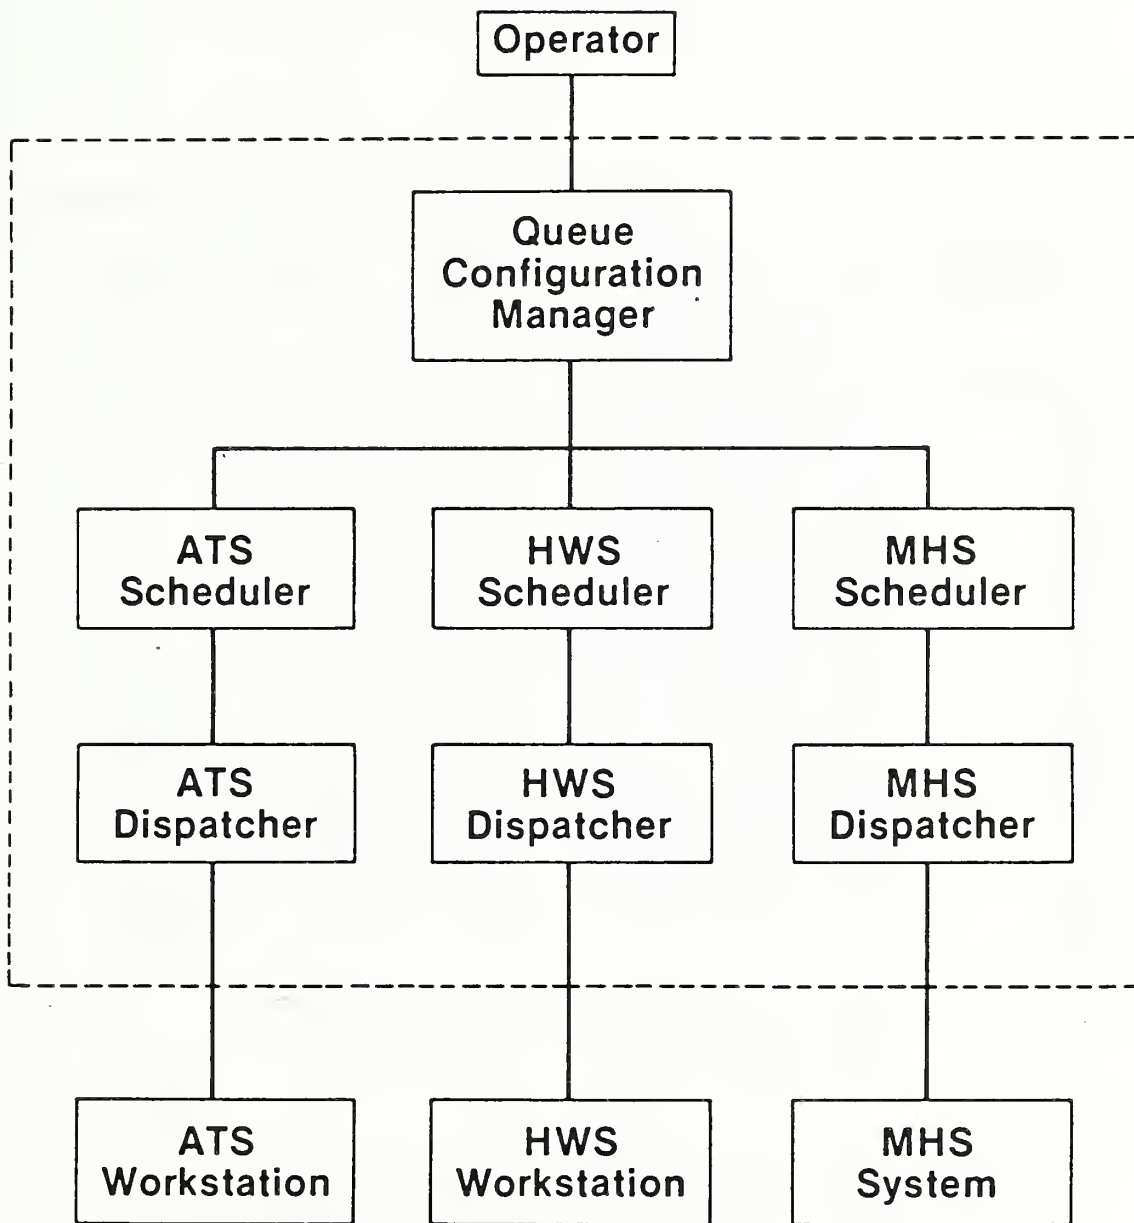 Operator
Queue
Configuration
Manager
ATS
Scheduler
HWS
Scheduler
MHS
Scheduler
ATS
Dispatcher
HWS
Dispatcher
MHS
Dispatcher
ATS
Workstation
HWS
Workstation
MHS
System